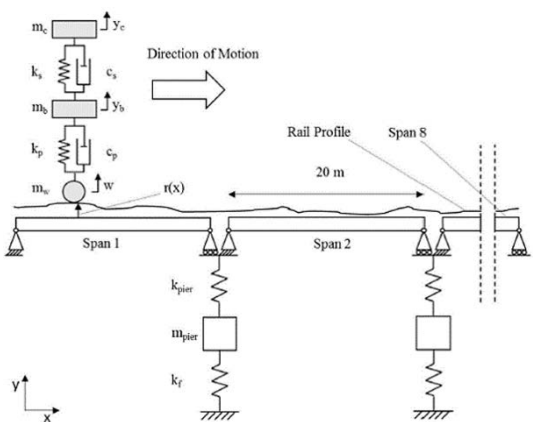 m_c y_c
k_s c_s
Direction of Motion
m_b y_b
k_p c_p
m_w w r(x)
Rail Profile Span 8
20 m
Span 1 Span 2
k_pier
m_pier
k_f
y
x